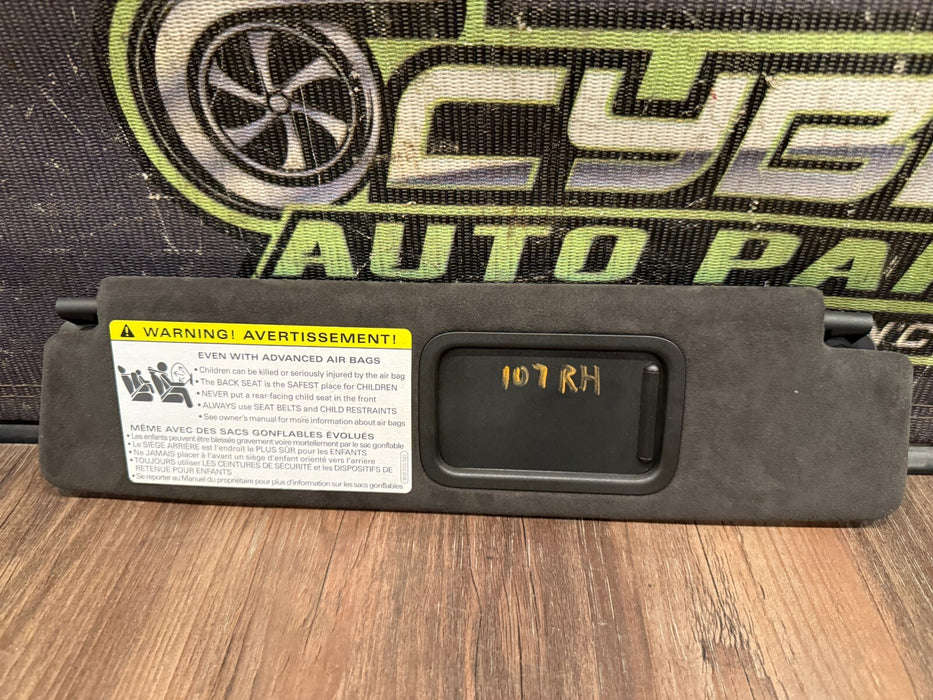 CYB
AUTO PA
WARNING! AVERTISSEMENT!
EVEN WITH ADVANCED AIR BAGS
• Children can be killed or seriously injured by the air bag
• The BACK SEAT is the SAFEST place for CHILDREN
• NEVER put a rear-facing child seat in the front
• ALWAYS use SEAT BELTS and CHILD RESTRAINTS
• See owner's manual for more information about air bags
MÊME AVEC DES SACS GONFLABLES ÉVOLUÉS
• Les enfants peuvent être blessés gravement voire mortellement par le sac gonflable
• Le SIÈGE ARRIÈRE est l'endroit le PLUS SÛR pour les ENFANTS
• Ne JAMAIS placer à l'avant un siège d'enfant orienté vers l'arrière
• TOUJOURS utiliser LES CEINTURES DE SÉCURITÉ et les DISPOSITIFS DE
RETENUE POUR ENFANTS
• Se reporter au Manuel du propriétaire pour plus d'information sur les sacs gonflables
107 RH